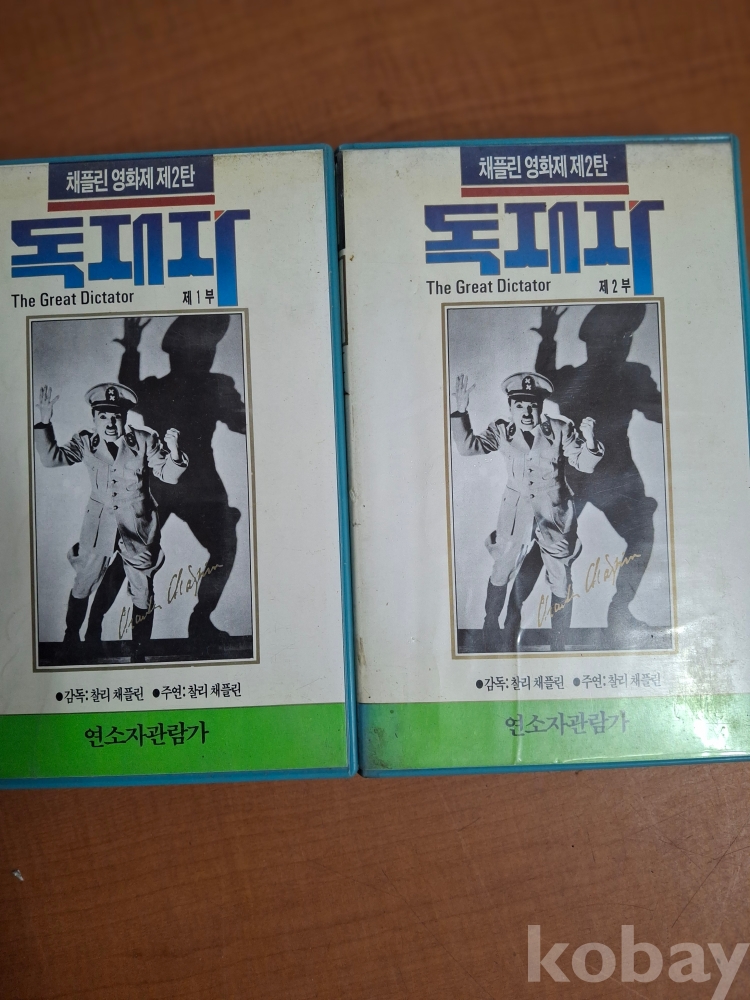 채플린 영화제 제2탄
독재자
The Great Dictator
제1부
Charlie Chaplin
●감독: 찰리 채플린 ●주연: 찰리 채플린
연소자관람가
채플린 영화제 제2탄
독재자
The Great Dictator
제2부
Charlie Chaplin
●감독: 찰리 채플린 ●주연: 찰리 채플린
연소자관람가
kobay